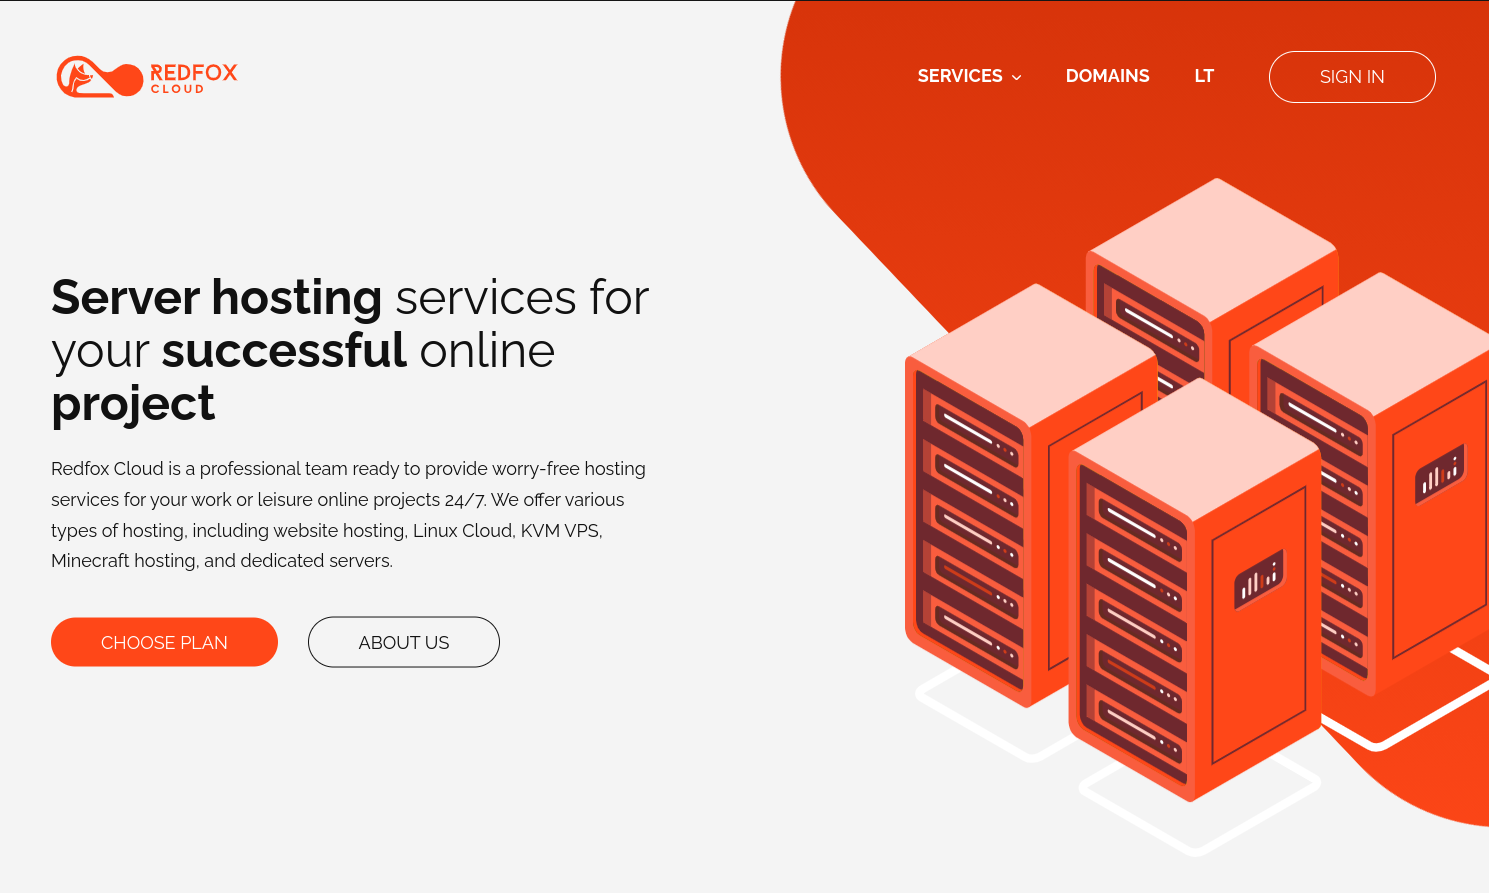 REDFOX
CLOUD
SERVICES
DOMAINS
LT
SIGN IN
Server hosting services for
your successful online
project
Redfox Cloud is a professional team ready to provide worry-free hosting
services for your work or leisure online projects 24/7. We offer various
types of hosting, including website hosting, Linux Cloud, KVM VPS,
Minecraft hosting, and dedicated servers.
CHOOSE PLAN
ABOUT US